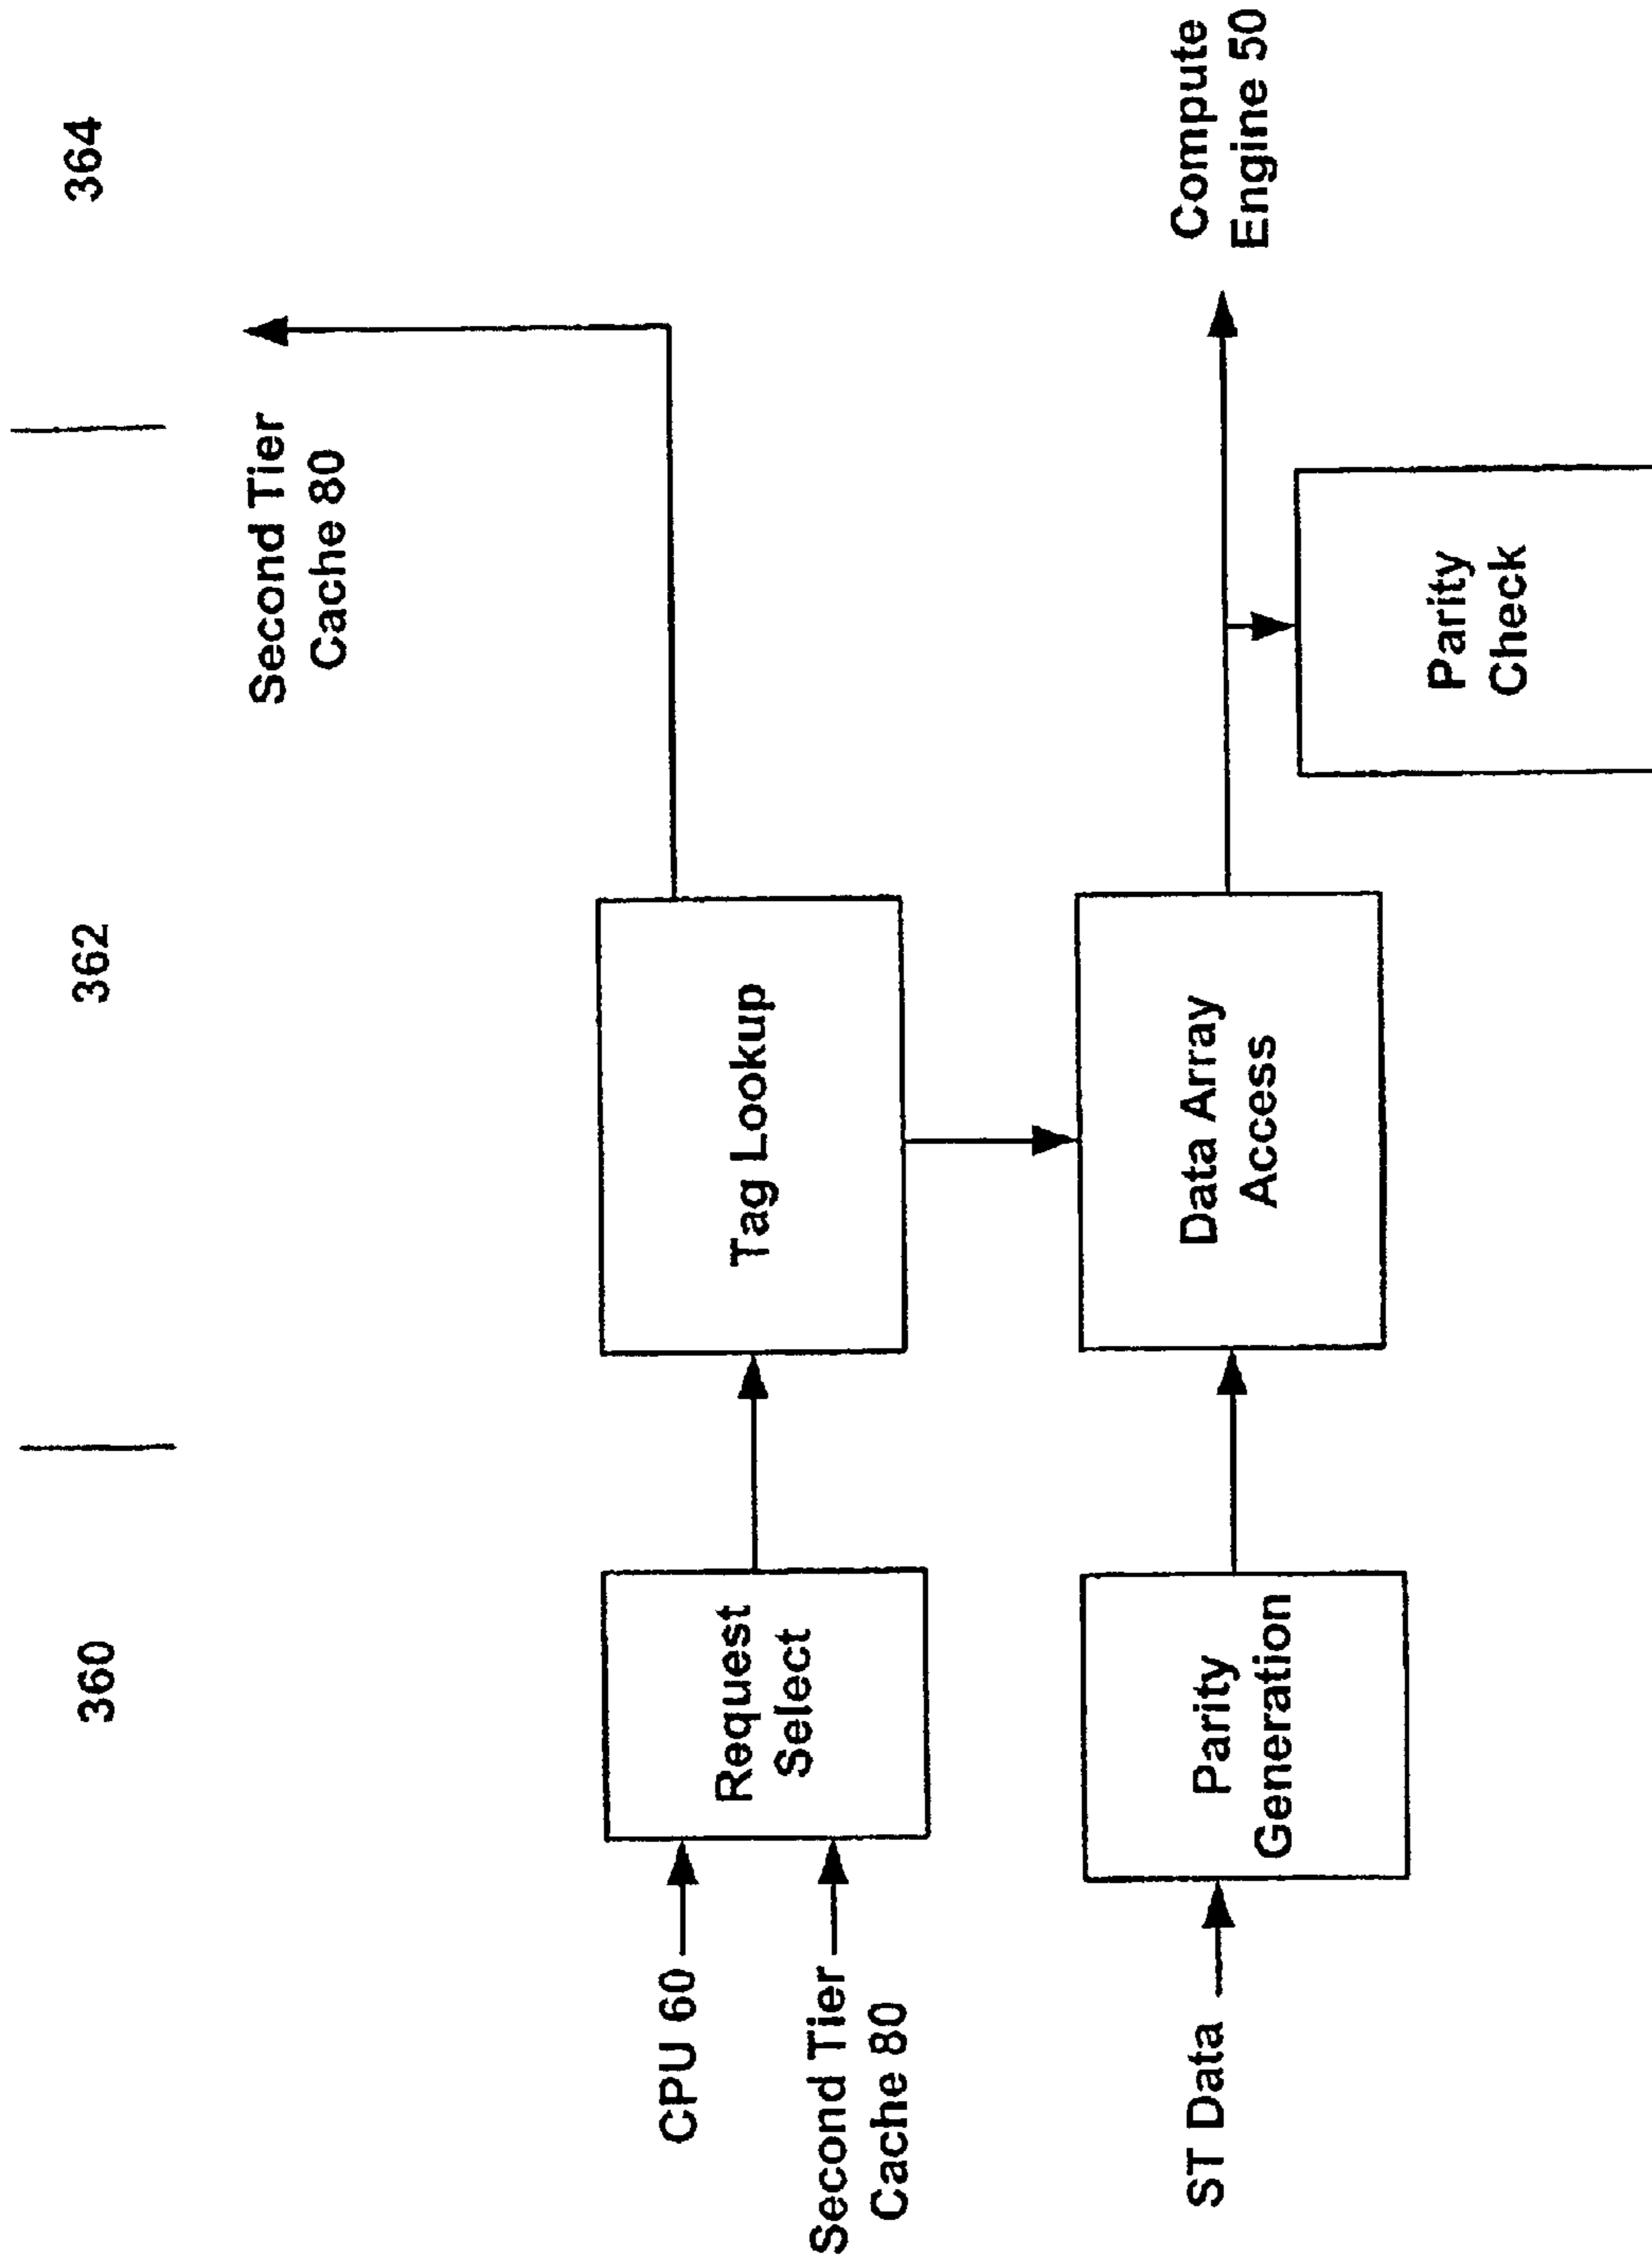 360
362
364
Second Tier
Cache 80
CPU 60
Second Tier
Cache 80
Request
Select
Tag Lookup
ST Data
Parity
Generation
Data Array
Access
Parity
Check
Compute
Engine 50